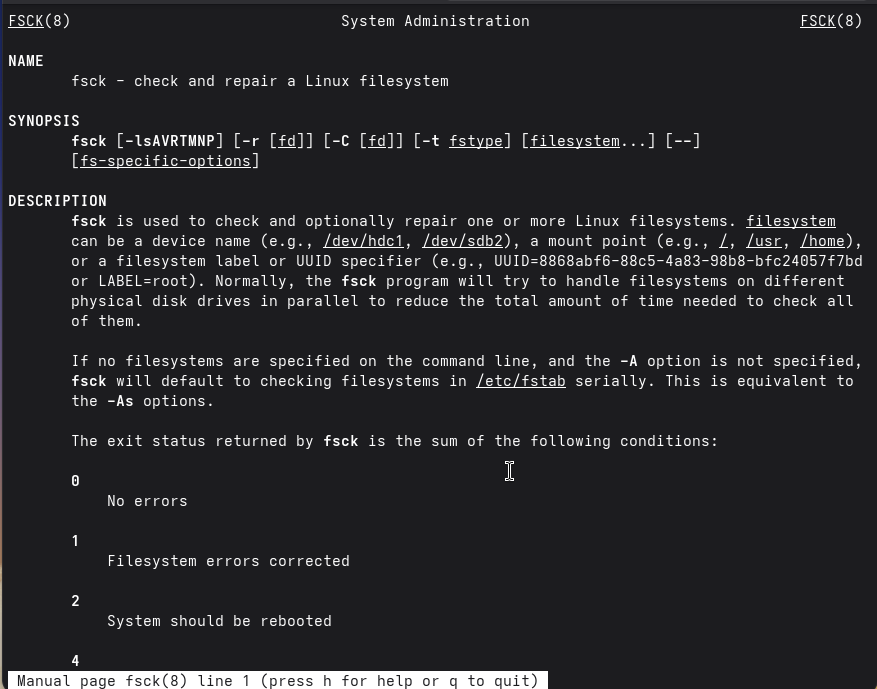 FSCK(8) System Administration FSCK(8)
NAME
fsck - check and repair a Linux filesystem
SYNOPSIS
fsck [-lsAVRTMNP] [-r [fd]] [-C [fd]] [-t fstype] [filesystem...] [--]
[fs-specific-options]
DESCRIPTION
fsck is used to check and optionally repair one or more Linux filesystems. filesystem
can be a device name (e.g., /dev/hdc1, /dev/sdb2), a mount point (e.g., /, /usr, /home),
or a filesystem label or UUID specifier (e.g., UUID=8868abf6-88c5-4a83-98b8-bfc24057f7bd
or LABEL=root). Normally, the fsck program will try to handle filesystems on different
physical disk drives in parallel to reduce the total amount of time needed to check all
of them.
If no filesystems are specified on the command line, and the -A option is not specified,
fsck will default to checking filesystems in /etc/fstab serially. This is equivalent to
the -As options.
The exit status returned by fsck is the sum of the following conditions:
0
No errors
1
Filesystem errors corrected
2
System should be rebooted
4
Manual page fsck(8) line 1 (press h for help or q to quit)